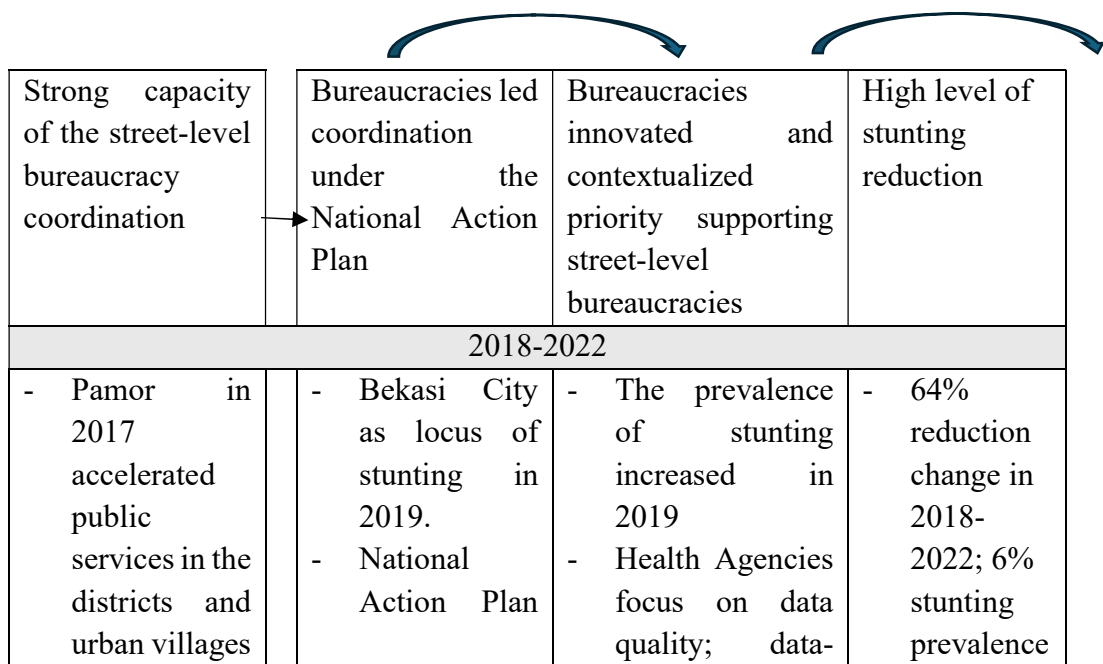 Strong capacity
of the street-level
bureaucracy
coordination
Bureaucracies led
coordination
under the
National Action
Plan
Bureaucracies
innovated and
contextualized
priority supporting
street-level
bureaucracies
High level of
stunting
reduction
2018-2022
- Pamor in
2017
accelerated
public
services in the
districts and
urban villages
- Bekasi City
as locus of
stunting in
2019.
- National
Action Plan
- The prevalence
of stunting
increased in
2019
- Health Agencies
focus on data
quality; data-
- 64%
reduction
change in
2018-
2022; 6%
stunting
prevalence